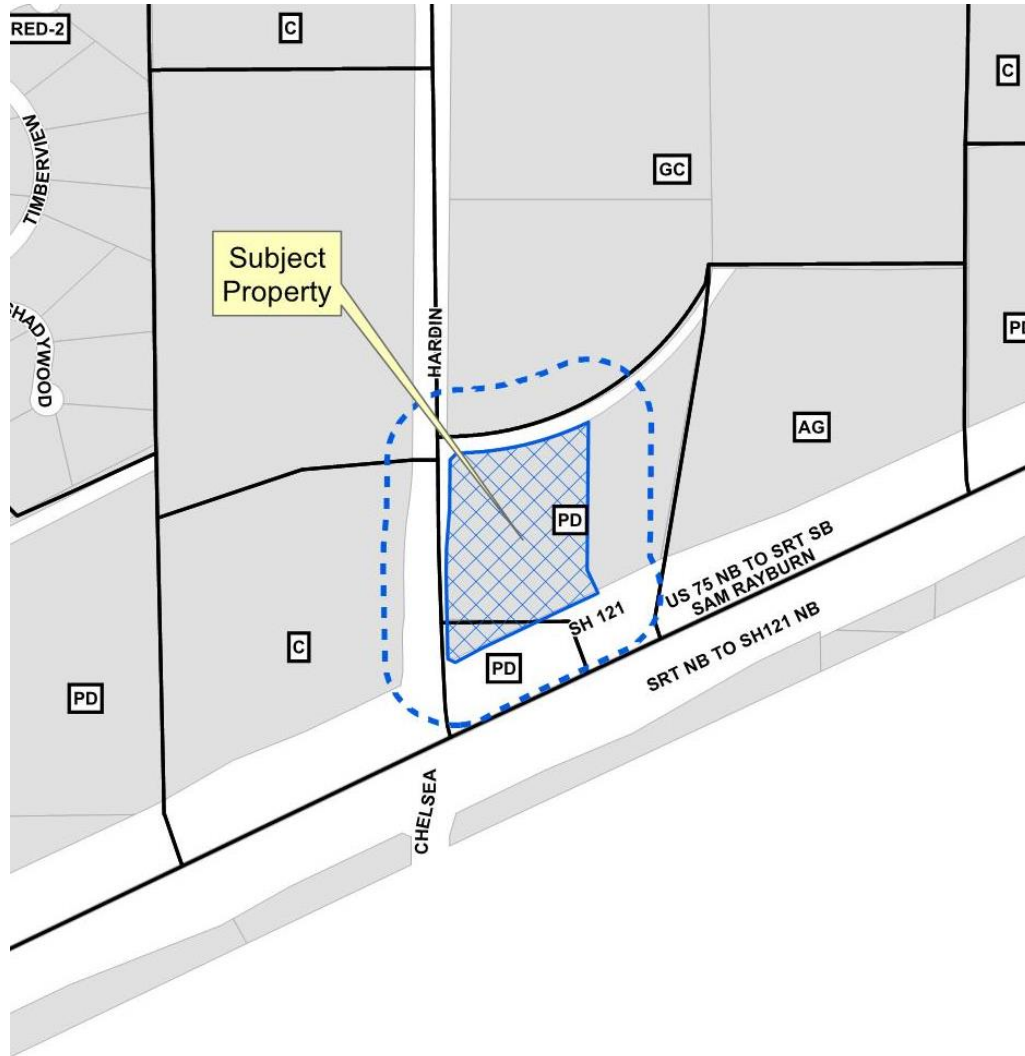 RED-2
C
C
TIMBERVIEW
GC
Subject
Property
HADYWOOD
HARDIN
PD
AG
PD
US 75 NB TO SRT SB
SAM RAYBURN
SH 121
SRT NB TO SH121 NB
C
PD
PD
CHELSEA